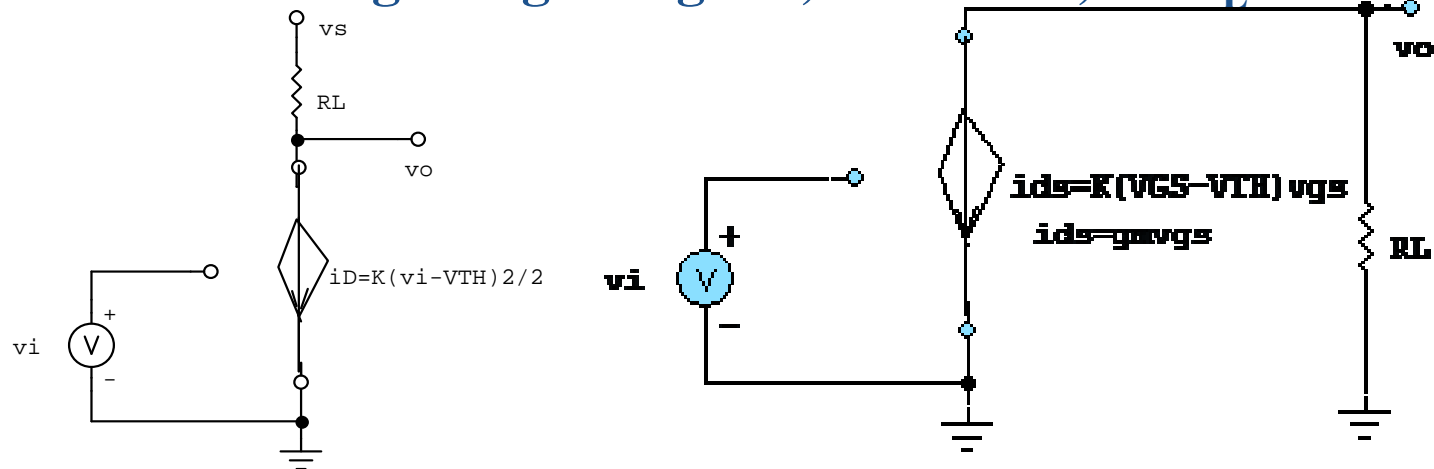 vs
RL
vo
iD=K(vi-VTH)2/2
+
V
vi
-
vo
ids=K(VGS-VTH)vgs
ids=gmvgs
+
V
vi
-
RL